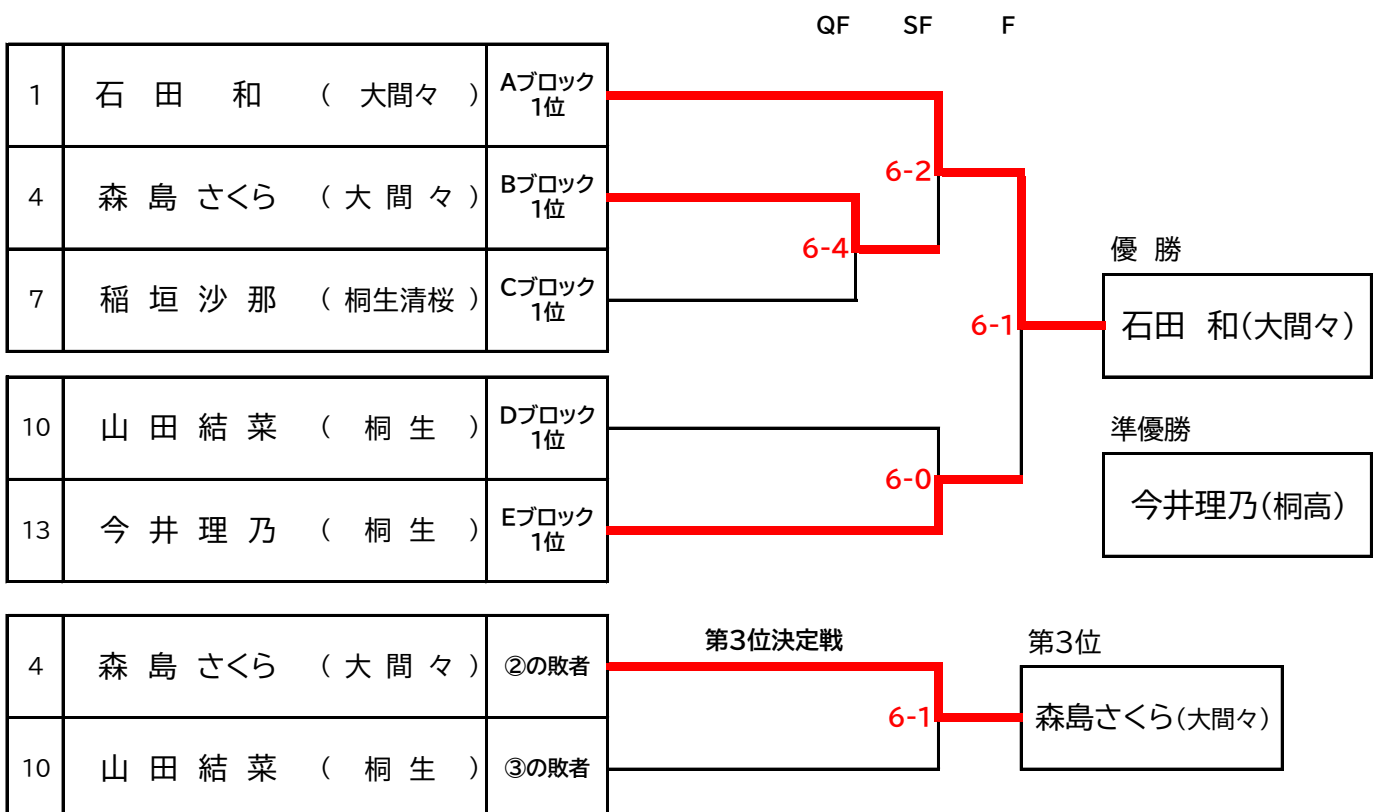 QF SF F
1 石田 和 ( 大間々 ) Aブロック 1位
6-2
4 森島さくら (大間々) Bブロック 1位
6-4
優 勝
7 稲垣沙那 (桐生清桜) Cブロック 1位
6-1
石田 和(大間々)
10 山田結菜 ( 桐生 ) Dブロック 1位
準優勝
6-0
今井理乃(桐高)
13 今井理乃 ( 桐生 ) Eブロック 1位
第3位決定戦
第3位
4 森島さくら (大間々) ②の敗者
6-1
森島さくら(大間々)
10 山田結菜 ( 桐生 ) ③の敗者